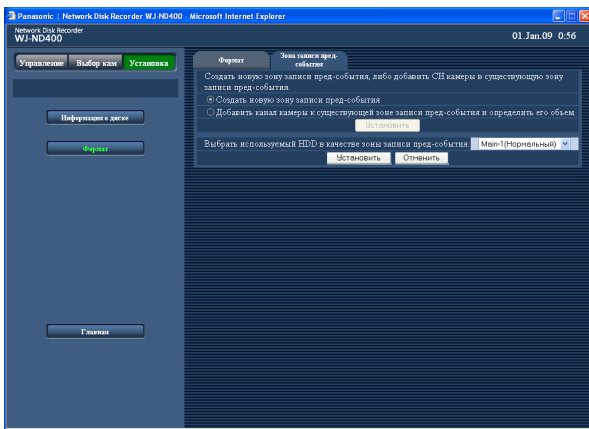 Panasonic | Network Disk Recorder WJ-ND400 - Microsoft Internet Explorer
Network Disk Recorder
WJ-ND400
01.Jan.09 0:56
Управление Выбор кам Установка
Формат Зона записи пред-
события
Создать новую зону записи пред-события, либо добавить CH камеры в существующую зону
записи пред-события.
Создать новую зону записи пред-события
Добавить канал камеры к существующей зоне записи пред-события и определить его объем.
Установить
Выбрать используемый HDD в качестве зоны записи пред-события. Main-1(Нормальный)
Установить Отменить
Информация о диске
Формат
Главная